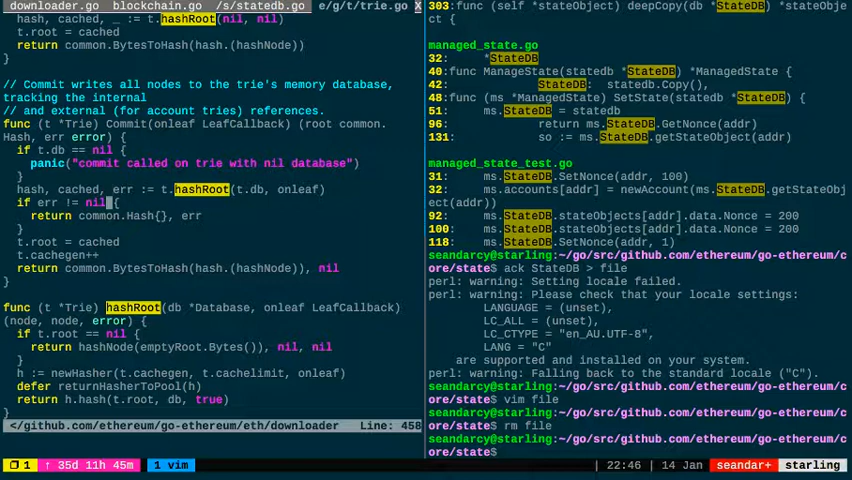 downloader.go  blockchain.go  /s/statedb.go  e/g/t/trie.go X
hash, cached, _ := t.hashRoot(nil, nil)
t.root = cached
return common.BytesToHash(hash.(hashNode))
}
// Commit writes all nodes to the trie's memory database,
tracking the internal
// and external (for account tries) references.
func (t *Trie) Commit(onleaf LeafCallback) (root common.
Hash, err error) {
if t.db == nil {
panic("commit called on trie with nil database")
}
hash, cached, err := t.hashRoot(t.db, onleaf)
if err != nil {
return common.Hash{}, err
}
t.root = cached
t.cachegen++
return common.BytesToHash(hash.(hashNode)), nil
}
func (t *Trie) hashRoot(db *Database, onleaf LeafCallback)
(node, node, error) {
if t.root == nil {
return hashNode(emptyRoot.Bytes()), nil, nil
}
h := newHasher(t.cachegen, t.cachelimit, onleaf)
defer returnHasherToPool(h)
return h.hash(t.root, db, true)
}
</github.com/ethereum/go-ethereum/eth/downloader   Line: 458
303:func (self *stateObject) deepCopy(db *StateDB) *stateObje
ct {
managed_state.go
32:     *StateDB
40:func ManageState(statedb *StateDB) *ManagedState {
42:             StateDB:  statedb.Copy(),
48:func (ms *ManagedState) SetState(statedb *StateDB) {
51:     ms.StateDB = statedb
96:             return ms.StateDB.GetNonce(addr)
131:            so := ms.StateDB.getStateObject(addr)
managed_state_test.go
31:     ms.StateDB.SetNonce(addr, 100)
32:     ms.accounts[addr] = newAccount(ms.StateDB.getStateObj
ect(addr))
92:     ms.StateDB.stateObjects[addr].data.Nonce = 200
100:    ms.StateDB.stateObjects[addr].data.Nonce = 200
118:    ms.StateDB.SetNonce(addr, 1)
seandarcy@starling:~/go/src/github.com/ethereum/go-ethereum/c
ore/state$ ack StateDB > file
perl: warning: Setting locale failed.
perl: warning: Please check that your locale settings:
LANGUAGE = (unset),
LC_ALL = (unset),
LC_CTYPE = "en_AU.UTF-8",
LANG = "C"
are supported and installed on your system.
perl: warning: Falling back to the standard locale ("C").
seandarcy@starling:~/go/src/github.com/ethereum/go-ethereum/c
ore/state$ vim file
seandarcy@starling:~/go/src/github.com/ethereum/go-ethereum/c
ore/state$ rm file
seandarcy@starling:~/go/src/github.com/ethereum/go-ethereum/c
ore/state$
1  ↑ 35d 11h 45m  1 vim  | 22:46 | 14 Jan  seandar+  starling